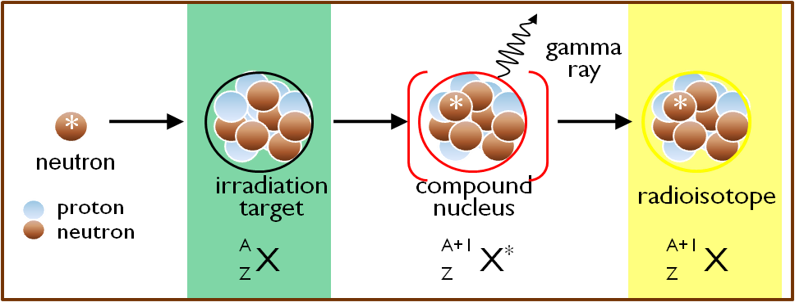 *
neutron
proton
neutron
irradiation
target
A
Z X
*
gamma
ray
compound
nucleus
A+1
Z X*
*
radioisotope
A+1
Z X